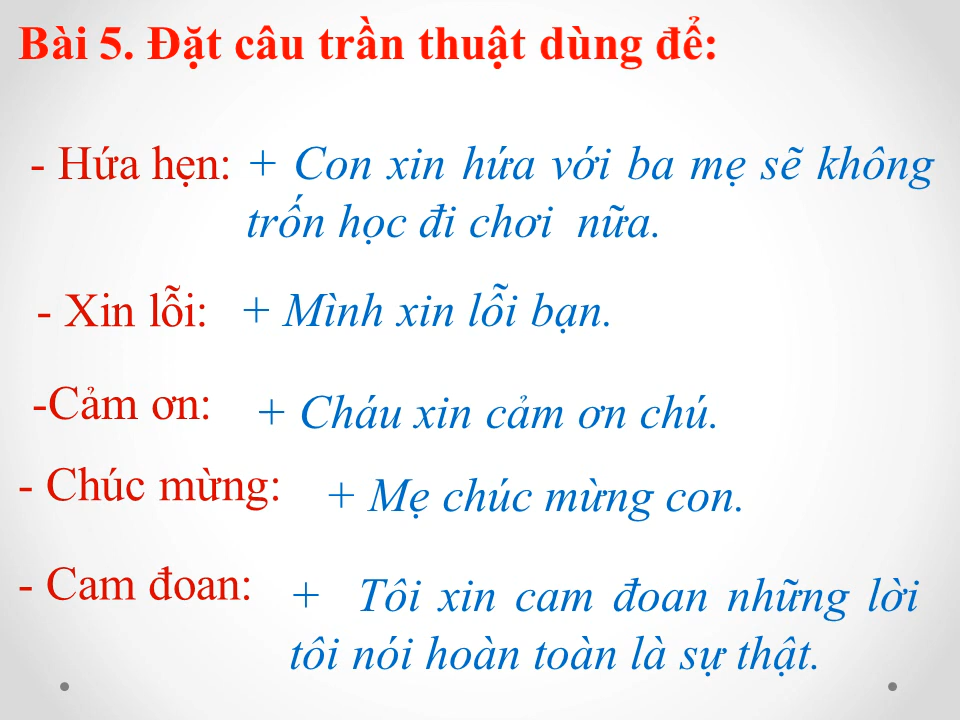 Bài 5. Đặt câu trần thuật dùng để:
- Hứa hẹn: + Con xin hứa với ba mẹ sẽ không
trốn học đi chơi nữa.
- Xin lỗi: + Mình xin lỗi bạn.
-Cảm ơn: + Cháu xin cảm ơn chú.
- Chúc mừng: + Mẹ chúc mừng con.
- Cam đoan: + Tôi xin cam đoan những lời
tôi nói hoàn toàn là sự thật.